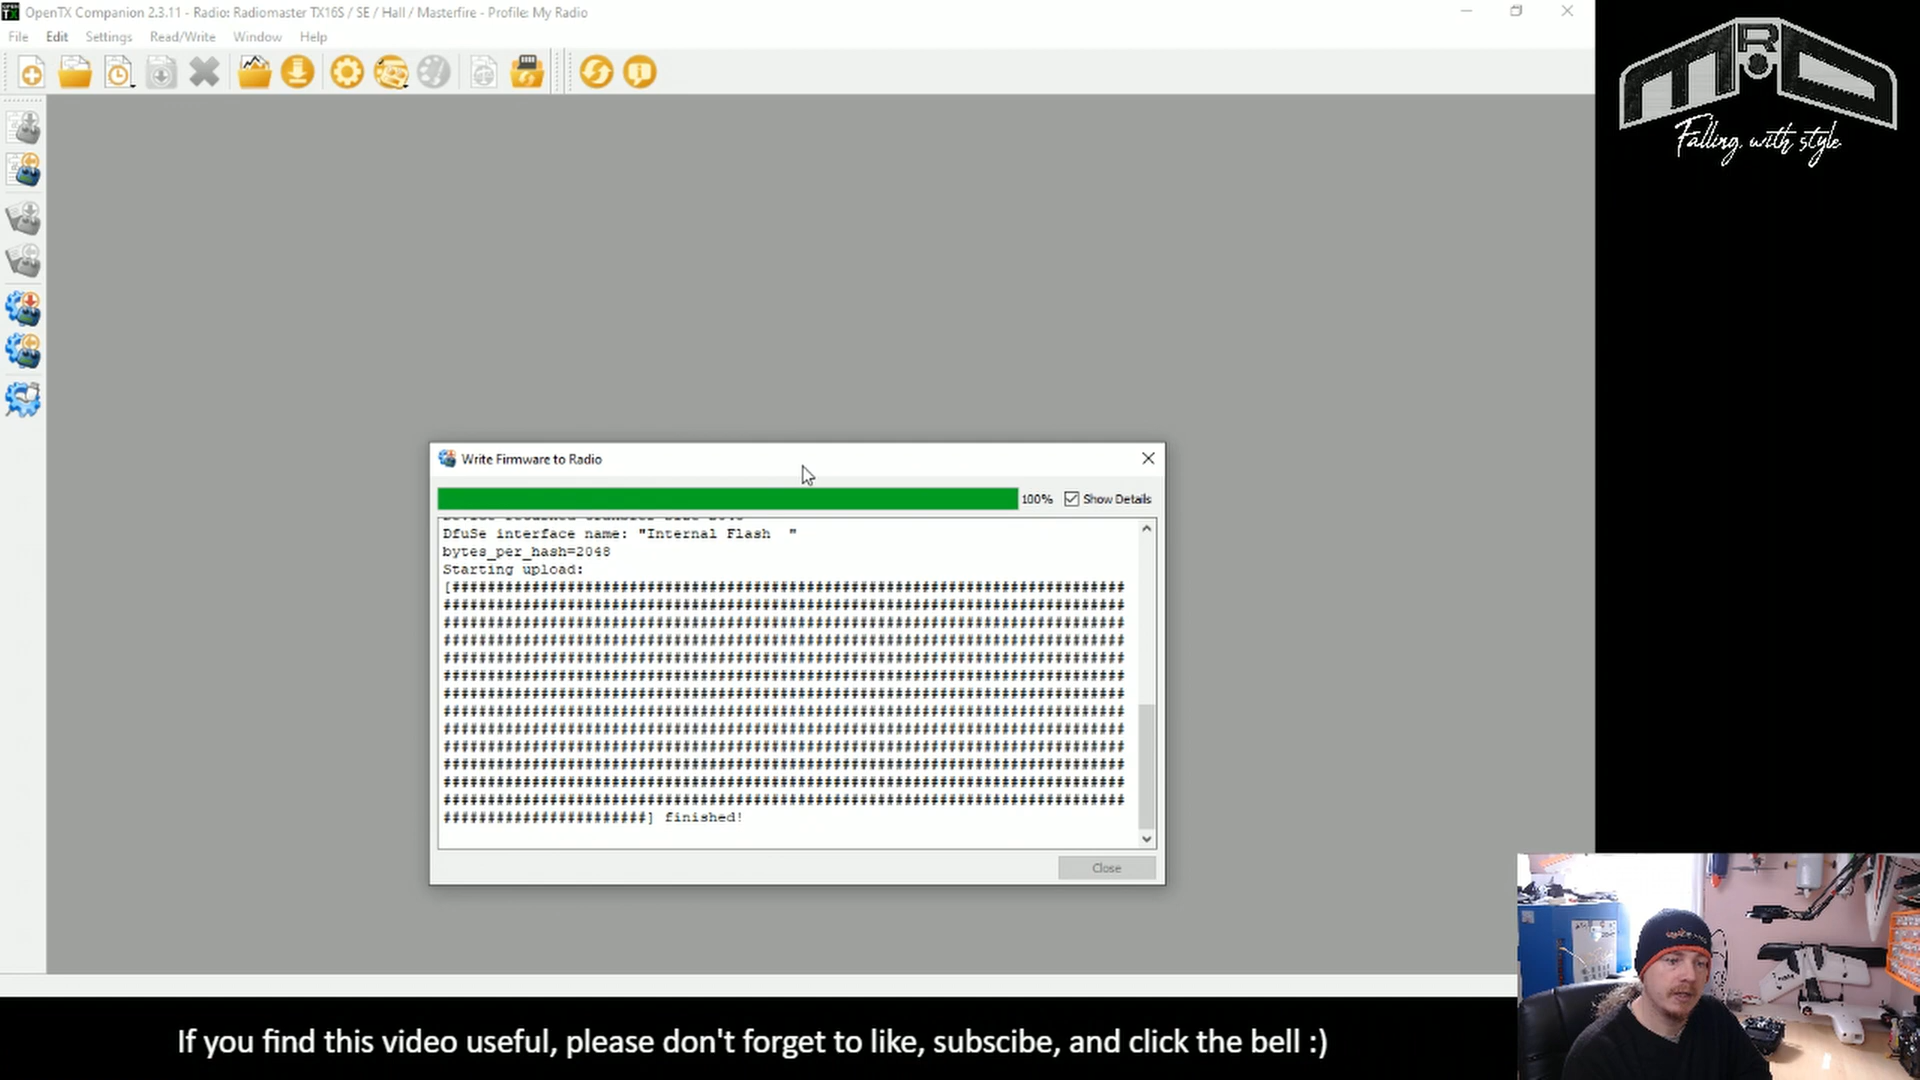 OpenTX Companion 2.3.11 - Radio: Radiomaster TX16S / SE / Hall / Masterfire - Profile: My Radio
File Edit Settings Read/Write Window Help
MRD
Falling with style
Write Firmware to Radio
100% Show Details
DfuSe interface name: "Internal Flash  "
bytes_per_hash=2048
Starting upload:
finished!
Close
If you find this video useful, please don't forget to like, subscibe, and click the bell :)